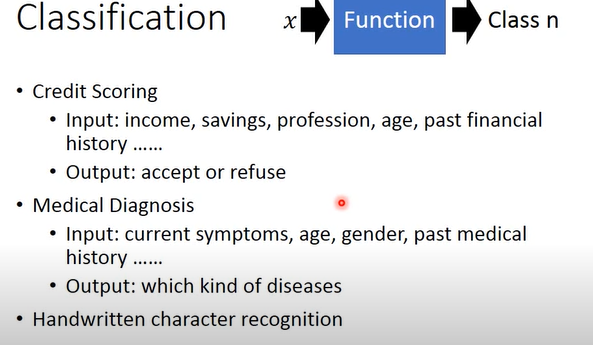 Classification
x Function Class n
• Credit Scoring
• Input: income, savings, profession, age, past financial
history ......
• Output: accept or refuse
• Medical Diagnosis
• Input: current symptoms, age, gender, past medical
history ......
• Output: which kind of diseases
• Handwritten character recognition